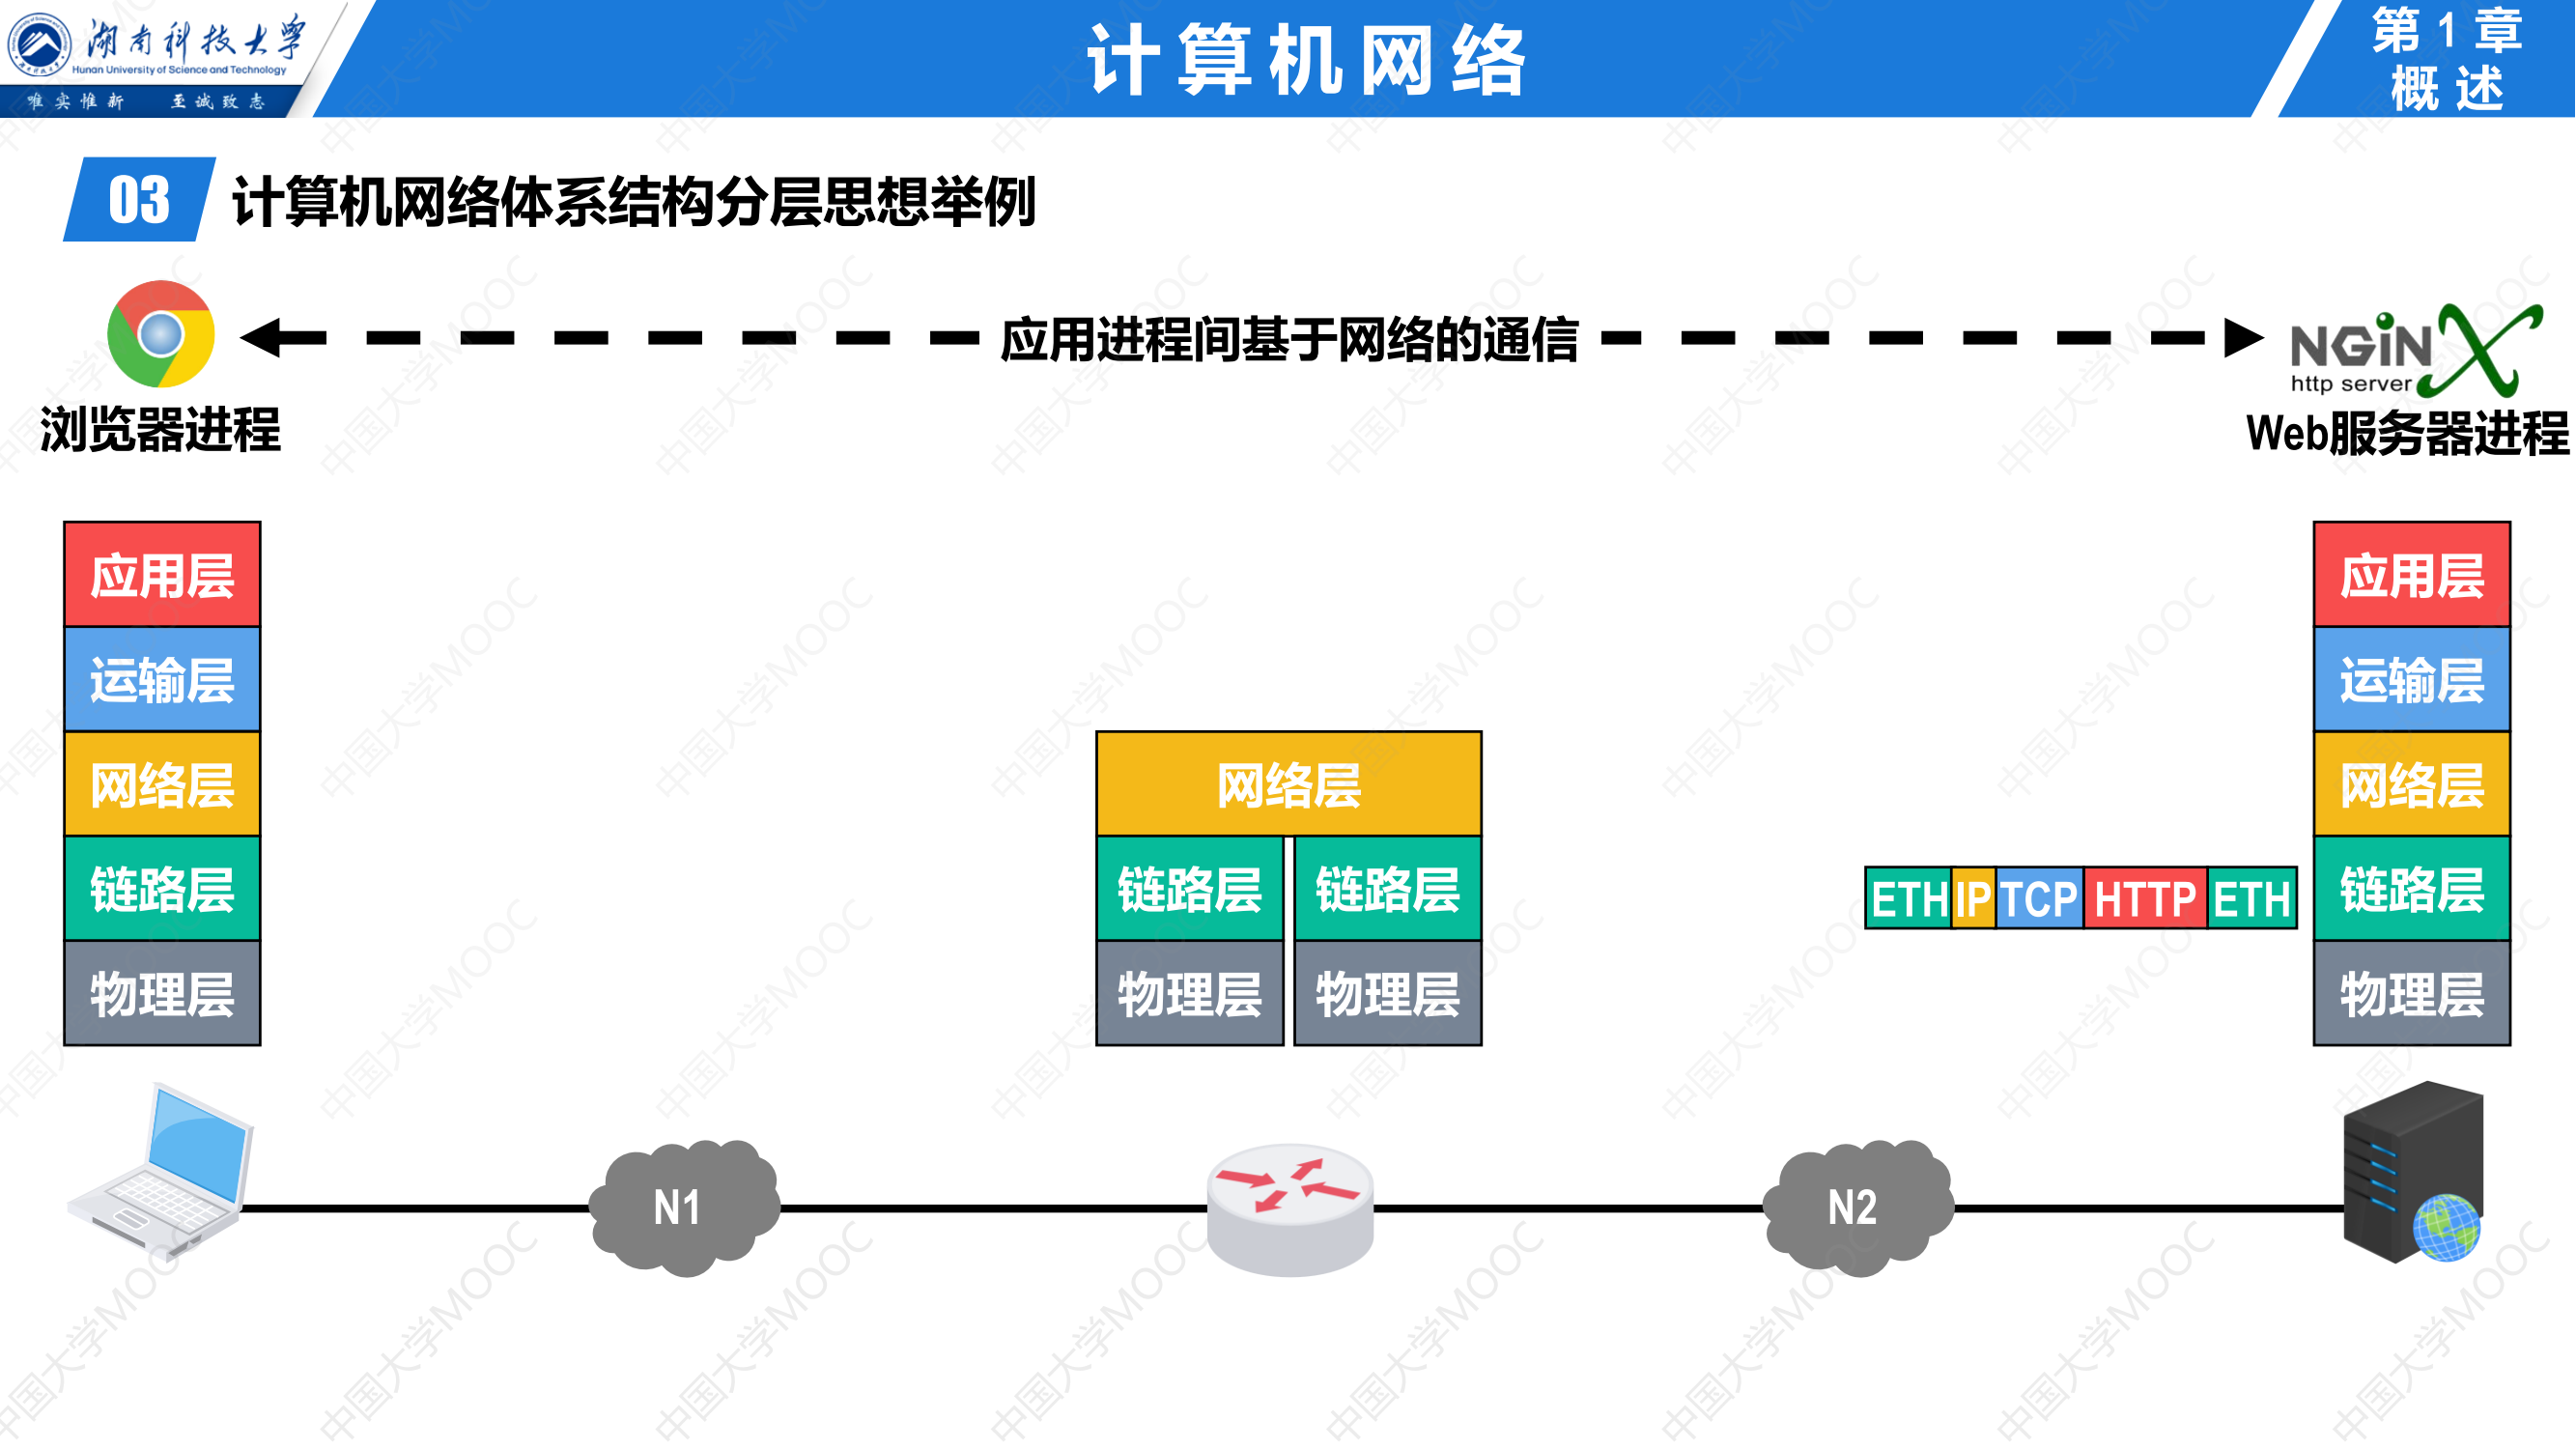 湖南科技大学
Hunan University of Science and Technology
唯实惟新 至诚致志
计算机网络
第1章
概述
03 计算机网络体系结构分层思想举例
应用进程间基于网络的通信
NGiNX
http server
浏览器进程
Web服务器进程
应用层
运输层
网络层
链路层
物理层
网络层
链路层 链路层
物理层 物理层
ETH IP TCP HTTP ETH
应用层
运输层
网络层
链路层
物理层
N1
N2
中国大学MOOC